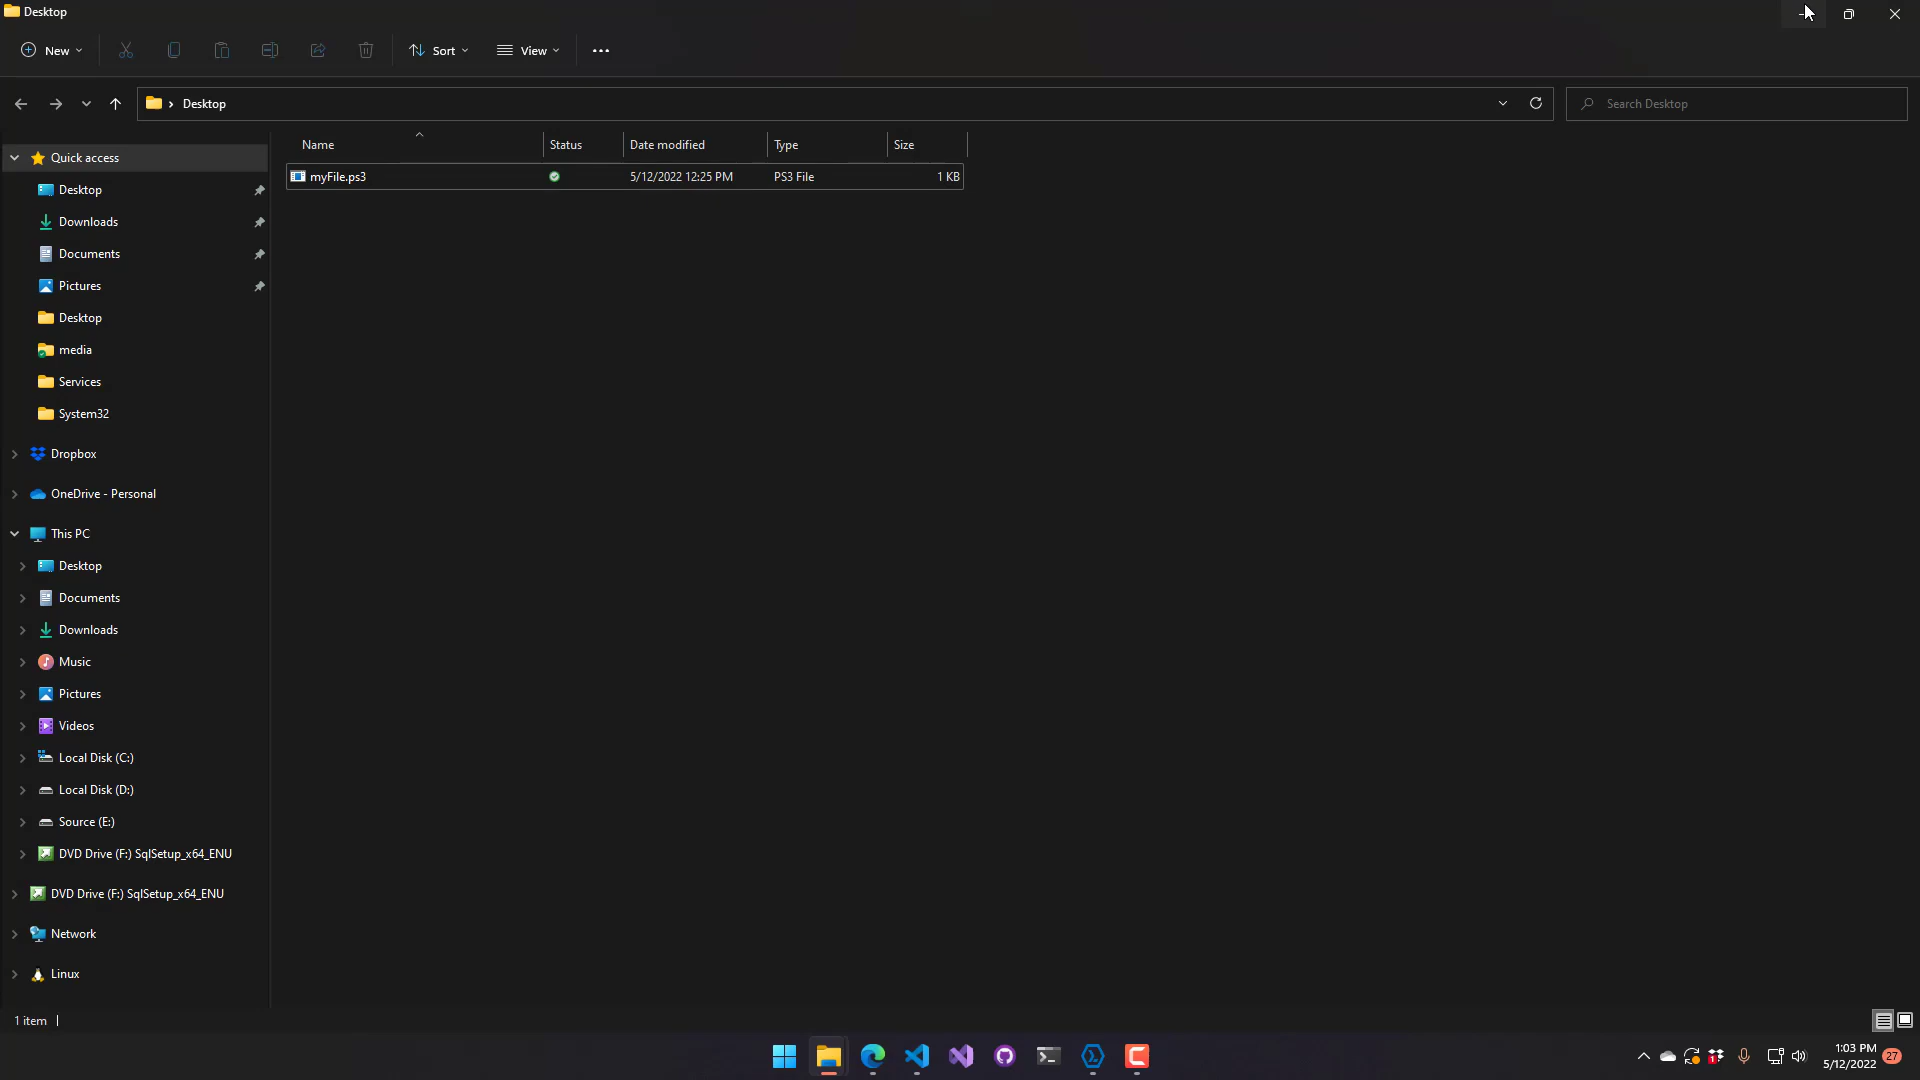 Desktop
New
Sort
View
Desktop
Search Desktop
Name
Status
Date modified
Type
Size
myFile.ps3
5/12/2022 12:25 PM
PS3 File
1 KB
Quick access
Desktop
Downloads
Documents
Pictures
Desktop
media
Services
System32
Dropbox
OneDrive - Personal
This PC
Desktop
Documents
Downloads
Music
Pictures
Videos
Local Disk (C:)
Local Disk (D:)
Source (E:)
DVD Drive (F:) SqlSetup_x64_ENU
DVD Drive (F:) SqlSetup_x64_ENU
Network
Linux
1 item
1:03 PM
5/12/2022
27